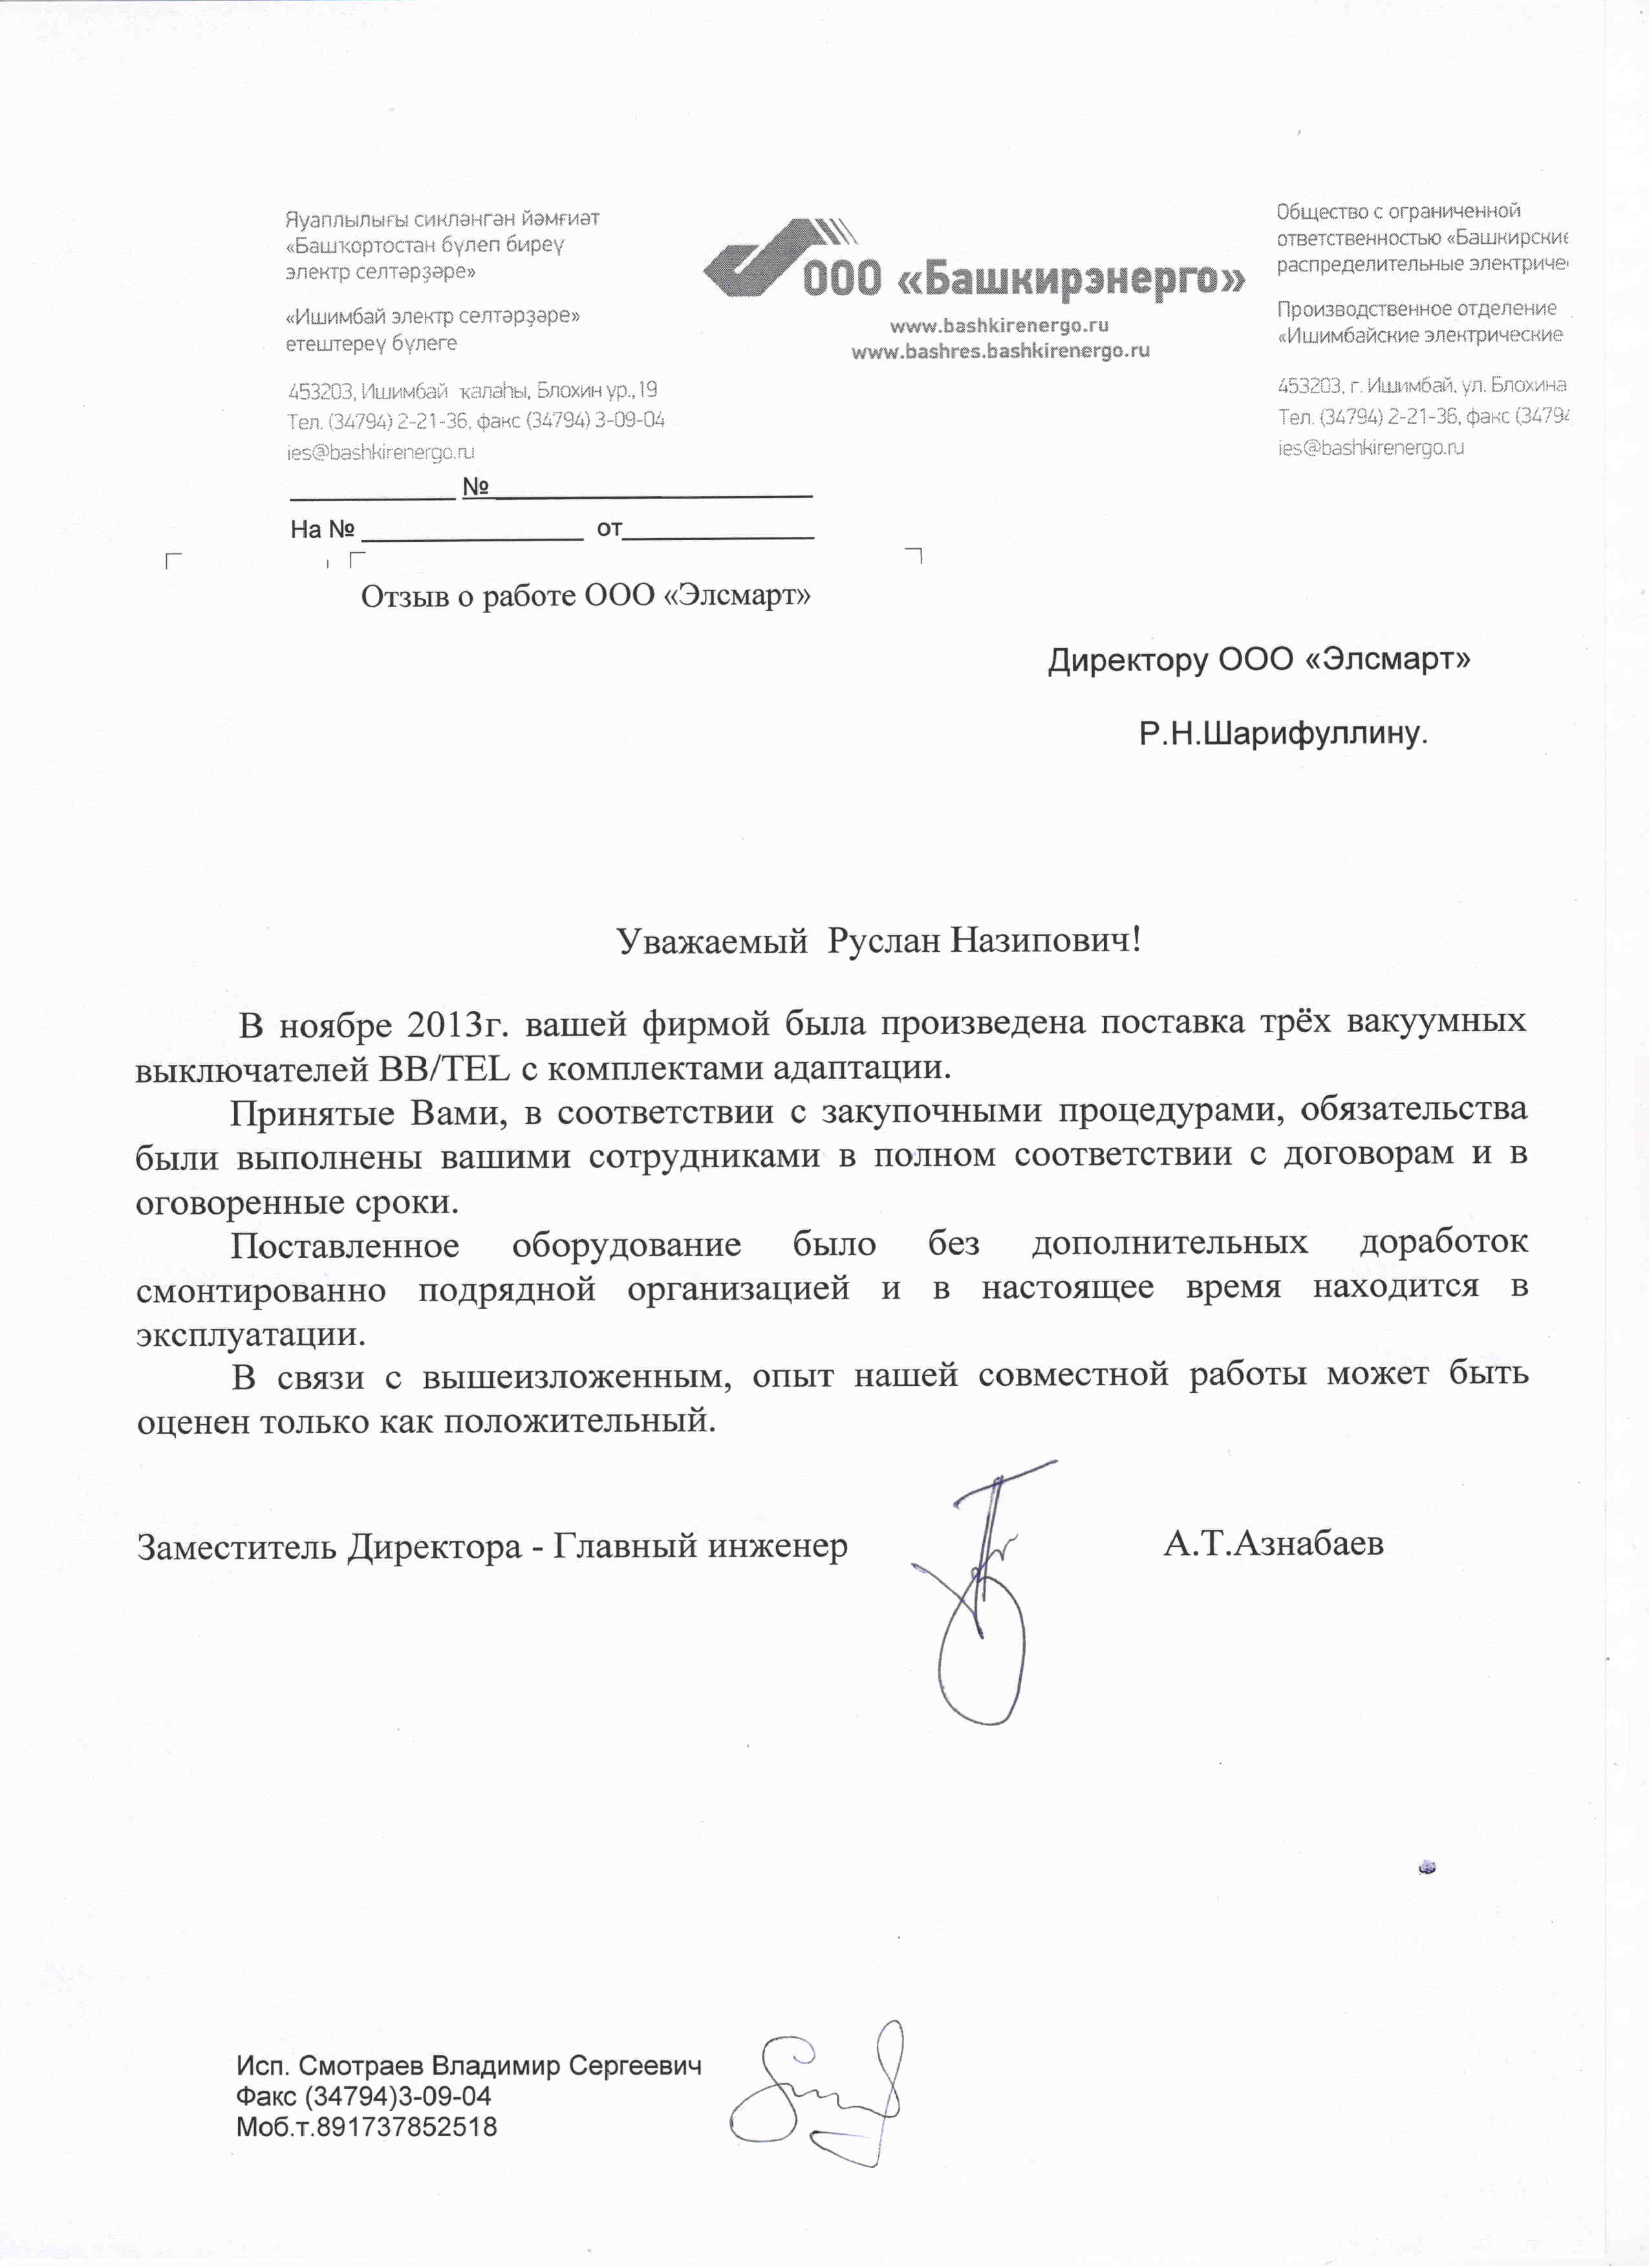 Яуаплылығы сикләнгән йәмғиәт
«Башҡортостан бүлеп биреү
электр селтәрҙәре»
«Ишимбай электр селтәрҙәре»
етештереү бүлеге
453203, Ишимбай ҡалаһы, Блохин ур., 19
Тел. (34794) 2-21-36, факс (34794) 3-09-04
ies@bashkirenergo.ru
ООО «Башкирэнерго»
www.bashkirenergo.ru
www.bashres.bashkirenergo.ru
Общество с ограниченной
ответственностью «Башкирские
распределительные электриче
Производственное отделение
«Ишимбайские электрические
453203, г. Ишимбай, ул. Блохина
Тел. (34794) 2-21-36, факс (3479
ies@bashkirenergo.ru
____________ №_______________________
На № ________________ от______________
Отзыв о работе ООО «Элсмарт»
Директору ООО «Элсмарт»
Р.Н.Шарифуллину.
Уважаемый Руслан Назипович!
В ноябре 2013г. вашей фирмой была произведена поставка трёх вакуумных
выключателей BB/TEL с комплектами адаптации.
Принятые Вами, в соответствии с закупочными процедурами, обязательства
были выполнены вашими сотрудниками в полном соответствии с договорам и в
оговоренные сроки.
Поставленное оборудование было без дополнительных доработок
смонтированно подрядной организацией и в настоящее время находится в
эксплуатации.
В связи с вышеизложенным, опыт нашей совместной работы может быть
оценен только как положительный.
Заместитель Директора - Главный инженер А.Т.Азнабаев
Исп. Смотраев Владимир Сергеевич
Факс (34794)3-09-04
Моб.т.891737852518